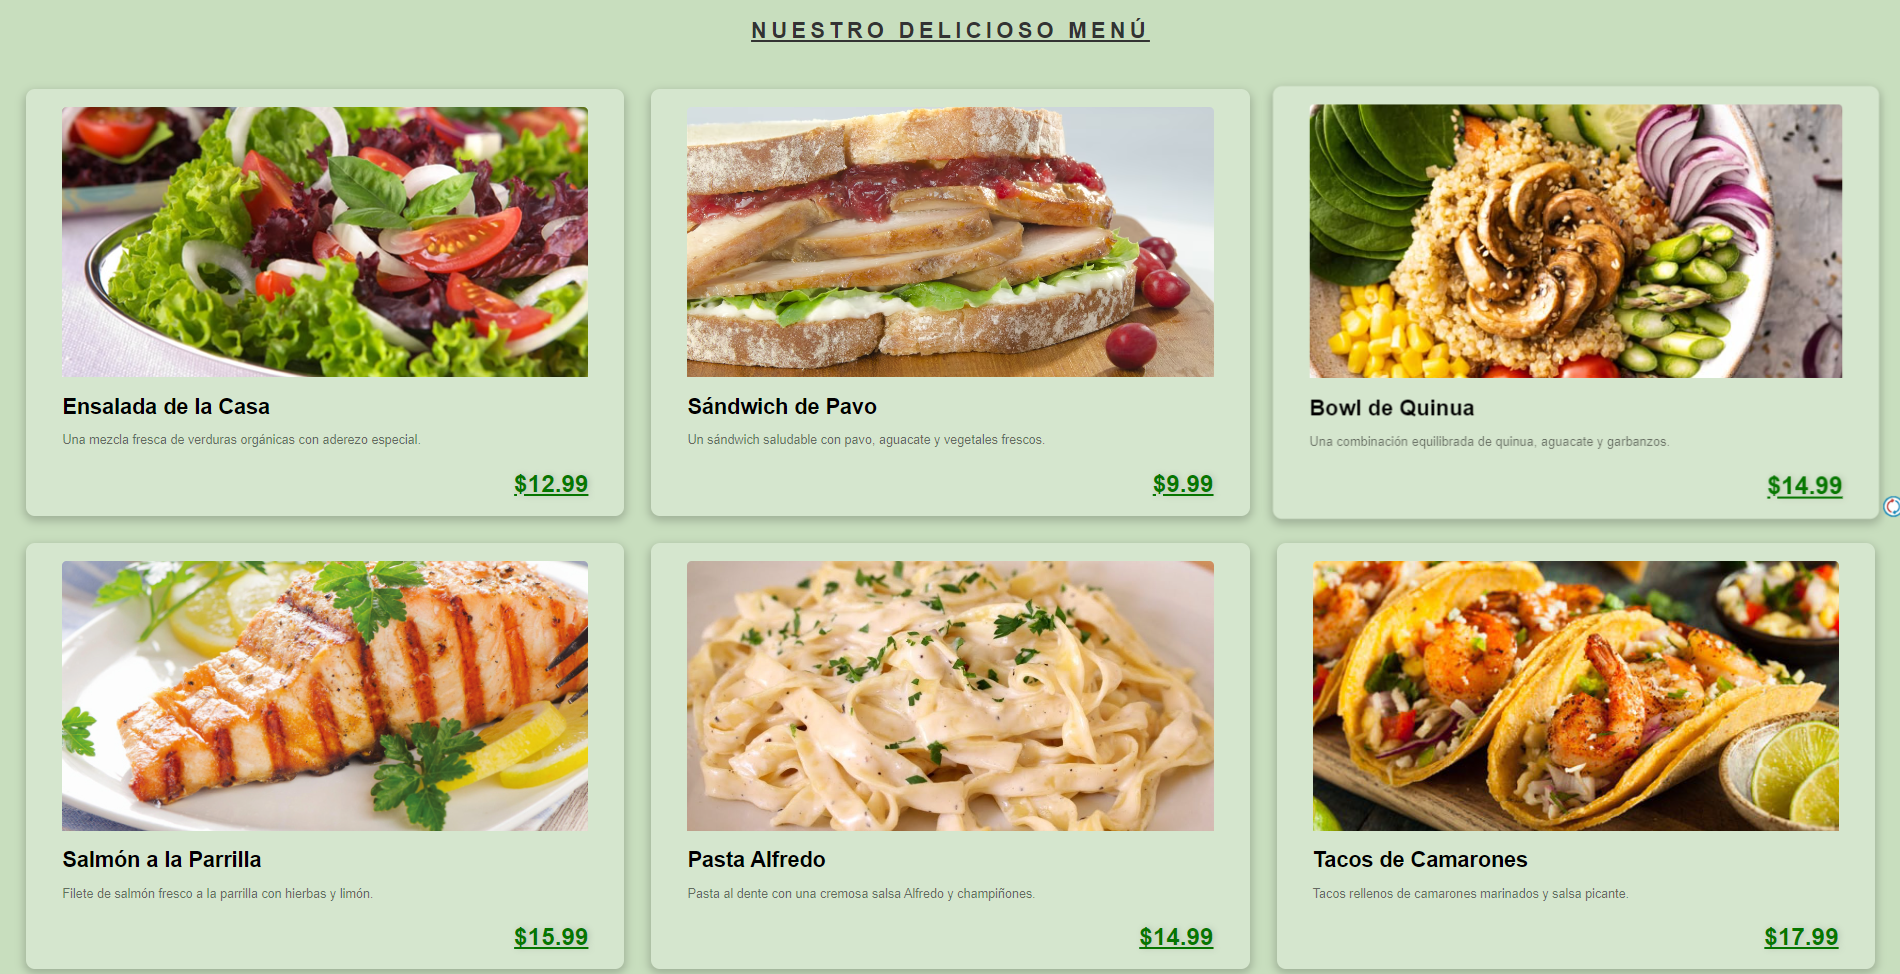 NUESTRO DELICIOSO MENÚ
Ensalada de la Casa
Una mezcla fresca de verduras orgánicas con aderezo especial.
$12.99
Sándwich de Pavo
Un sándwich saludable con pavo, aguacate y vegetales frescos.
$9.99
Bowl de Quinua
Una combinación equilibrada de quinua, aguacate y garbanzos.
$14.99
Salmón a la Parrilla
Filete de salmón fresco a la parrilla con hierbas y limón.
$15.99
Pasta Alfredo
Pasta al dente con una cremosa salsa Alfredo y champiñones.
$14.99
Tacos de Camarones
Tacos rellenos de camarones marinados y salsa picante.
$17.99